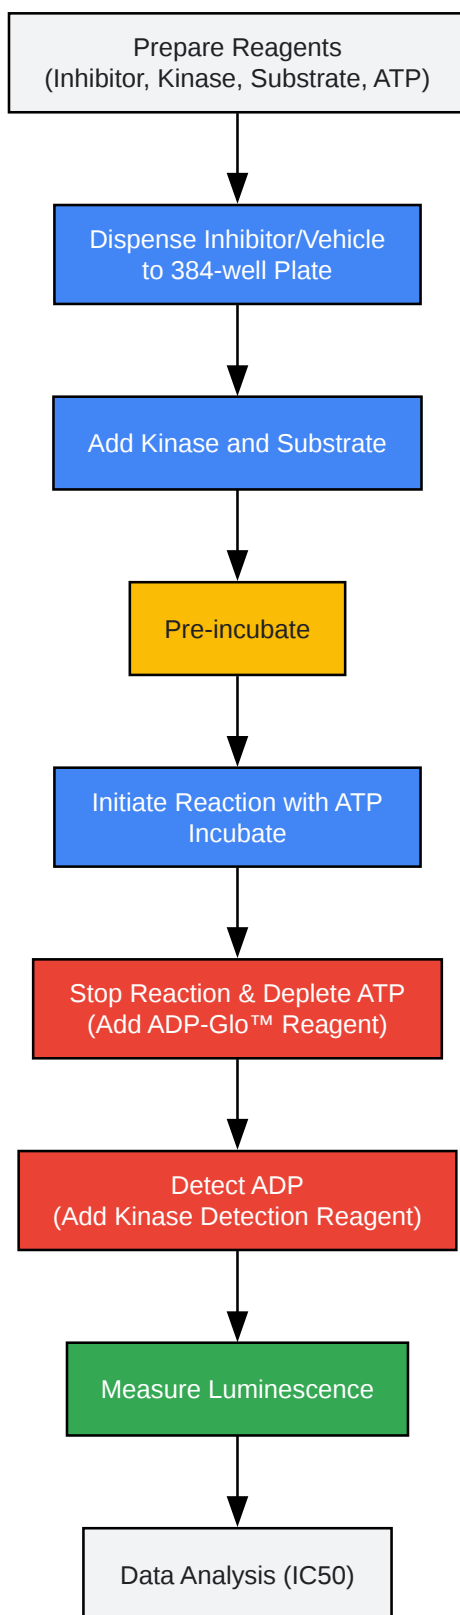 Prepare Reagents
(Inhibitor, Kinase, Substrate, ATP)
Dispense Inhibitor/Vehicle
to 384-well Plate
Add Kinase and Substrate
Pre-incubate
Initiate Reaction with ATP
Incubate
Stop Reaction & Deplete ATP
(Add ADP-Glo™ Reagent)
Detect ADP
(Add Kinase Detection Reagent)
Measure Luminescence
Data Analysis (IC50)